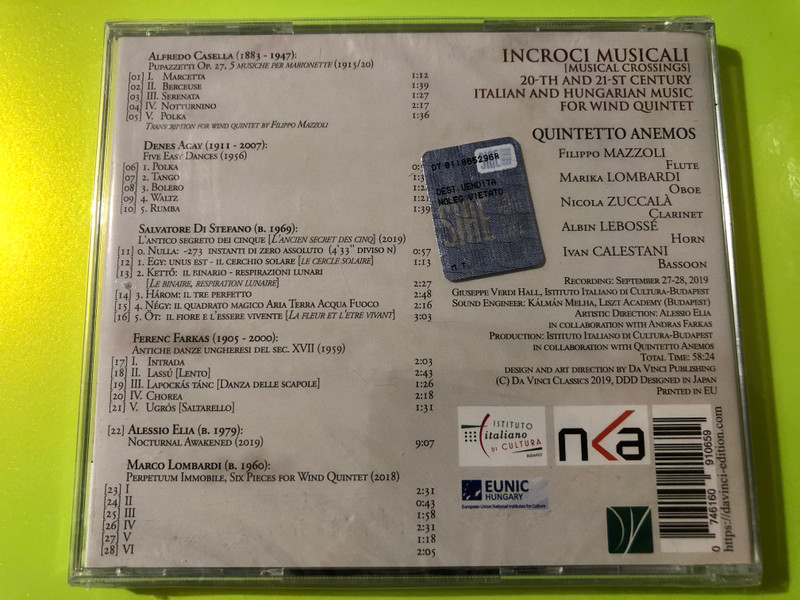 Alfredo Casella (1883 - 1947):
Pupazzetti Op. 27, 5 musiche per marionette (1915/20)
[01] I. Marcetta 1:12
[02] II. Berceuse 1:39
[03] III. Serenata 1:27
[04] IV. Notturnino 2:17
[05] V. Polka 1:36
Transcription for wind quintet by Filippo Mazzoli
Denes Agay (1911 - 2007):
Five Easy Dances (1956)
[06] 1. Polka
[07] 2. Tango
[08] 3. Bolero
[09] 4. Waltz
[10] 5. Rumba 1:39
Salvatore Di Stefano (b. 1969):
L'antico segreto dei cinque [L'ancien secret des cinq] (2019)
[11] 0. Nulla: -273 instanti di zero assoluto (4'33" diviso n) 0:57
[12] 1. Egy: unus est - il cerchio solare [le cercle solaire] 1:13
[13] 2. Kettő: il binario - respirazioni lunari
[Le binaire, respiration lunaire] 2:27
[14] 3. Három: il tre perfetto 2:48
[15] 4. Négy: il quadrato magico Aria Terra Acqua Fuoco 2:16
[16] 5. Öt: il fiore e l'essere vivente [La fleur et l'etre vivant] 3:03
Ferenc Farkas (1905 - 2000):
Antiche danze ungheresi del sec. XVII (1959)
[17] I. Intrada 2:03
[18] II. Lassú [Lento] 2:43
[19] III. Lapockás tánc [Danza delle scapole] 1:26
[20] IV. Chorea 2:18
[21] V. Ugrós [Saltarello] 1:31
[22] Alessio Elia (b. 1979):
Nocturnal Awakened (2019) 9:07
Marco Lombardi (b. 1960):
Perpetuum Immobile, Six Pieces for Wind Quintet (2018)
[23] I 2:31
[24] II 0:43
[25] III 1:58
[26] IV 2:31
[27] V 1:18
[28] VI 2:05
INCROCI MUSICALI
[MUSICAL CROSSINGS]
20-TH AND 21-ST CENTURY
ITALIAN AND HUNGARIAN MUSIC
FOR WIND QUINTET
QUINTETTO ANEMOS
Filippo MAZZOLI
Flute
Marika LOMBARDI
Oboe
Nicola ZUCCALÀ
Clarinet
Albin LEBOSSÉ
Horn
Ivan CALESTANI
Bassoon
DEST.VENDITA
NOLEG VIETATO
SIAE
Recording: September 27-28, 2019
Giuseppe Verdi Hall, Istituto Italiano di Cultura-Budapest
Sound Engineer: Kálmán Melha, Liszt Academy (Budapest)
Artistic Direction: Alessio Elia
in collaboration with Andras Farkas
Production: Istituto Italiano di Cultura-Budapest
in collaboration with Quintetto Anemos
Total Time: 58:24
design and art direction by Da Vinci Publishing
(C) Da Vinci Classics 2019, DDD Designed in Japan
Printed in EU
ISTITUTO
italiano
DI CULTURA
BUDAPEST
nka
EUNIC
HUNGARY
European Union National Institutes for Culture
0 746160 910659
https://davinci-edition.com